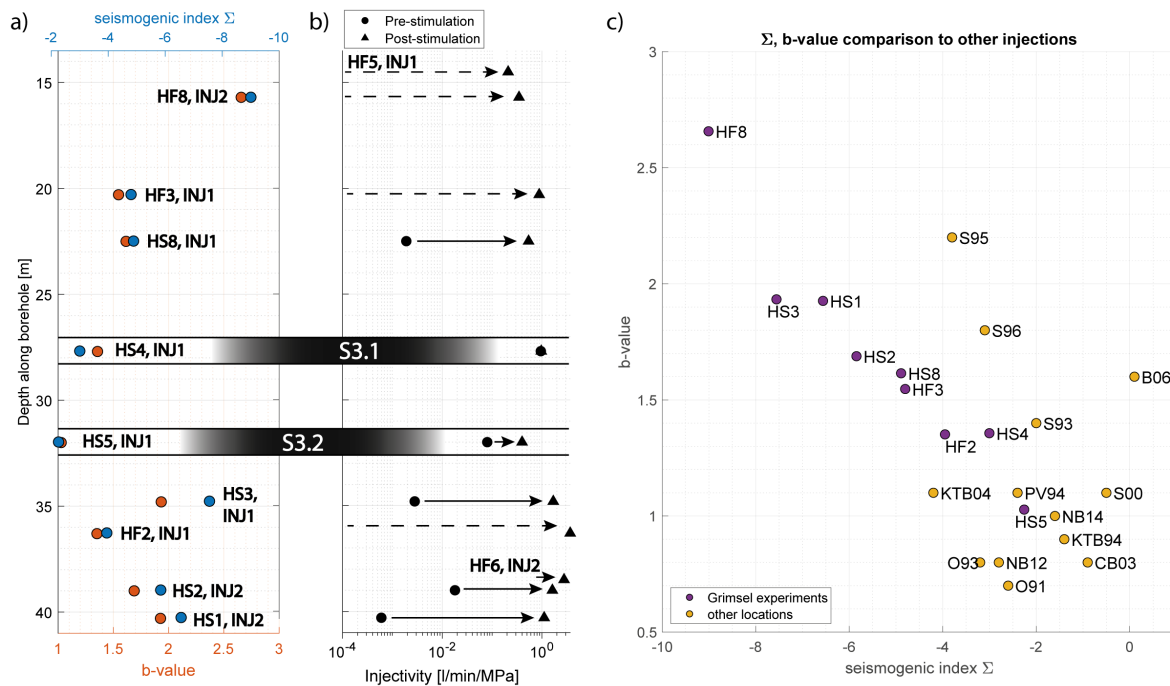 a)
seismogenic index Σ
-2
-4
-6
-8
-10
15
20
25
30
35
40
Depth along borehole [m]
HF8, INJ2
HF3, INJ1
HS8, INJ1
HS4, INJ1
S3.1
HS5, INJ1
S3.2
HS3,
INJ1
HF2, INJ1
HS2, INJ2
HS1, INJ2
1
1.5
2
2.5
3
b-value
b)
Pre-stimulation
Post-stimulation
HF5, INJ1
HF6, INJ2
10-4
10-2
100
Injectivity [l/min/MPa]
c)
Σ, b-value comparison to other injections
3
2.5
2
1.5
1
0.5
b-value
HF8
S95
HS3
HS1
S96
HS2
HS8
HF3
B06
HF2
HS4
S93
KTB04
PV94
S00
HS5
NB14
KTB94
O93
NB12
CB03
O91
Grimsel experiments
other locations
-10
-8
-6
-4
-2
0
seismogenic index Σ